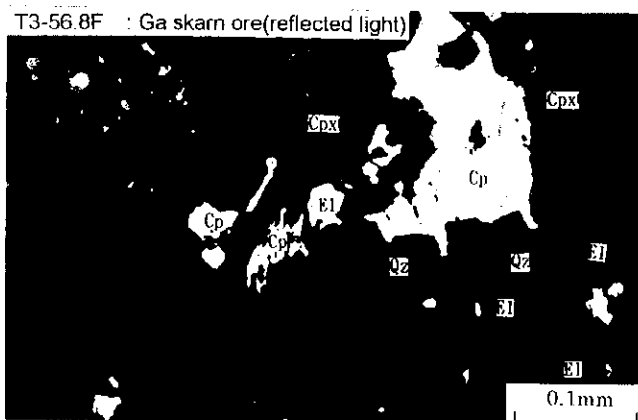 T3-56.8F : Ga skarn ore(reflected light)
Cpx
Cpx
Cp
El
Cp
Cp
Qz
Qz
El
El
El
0.1mm